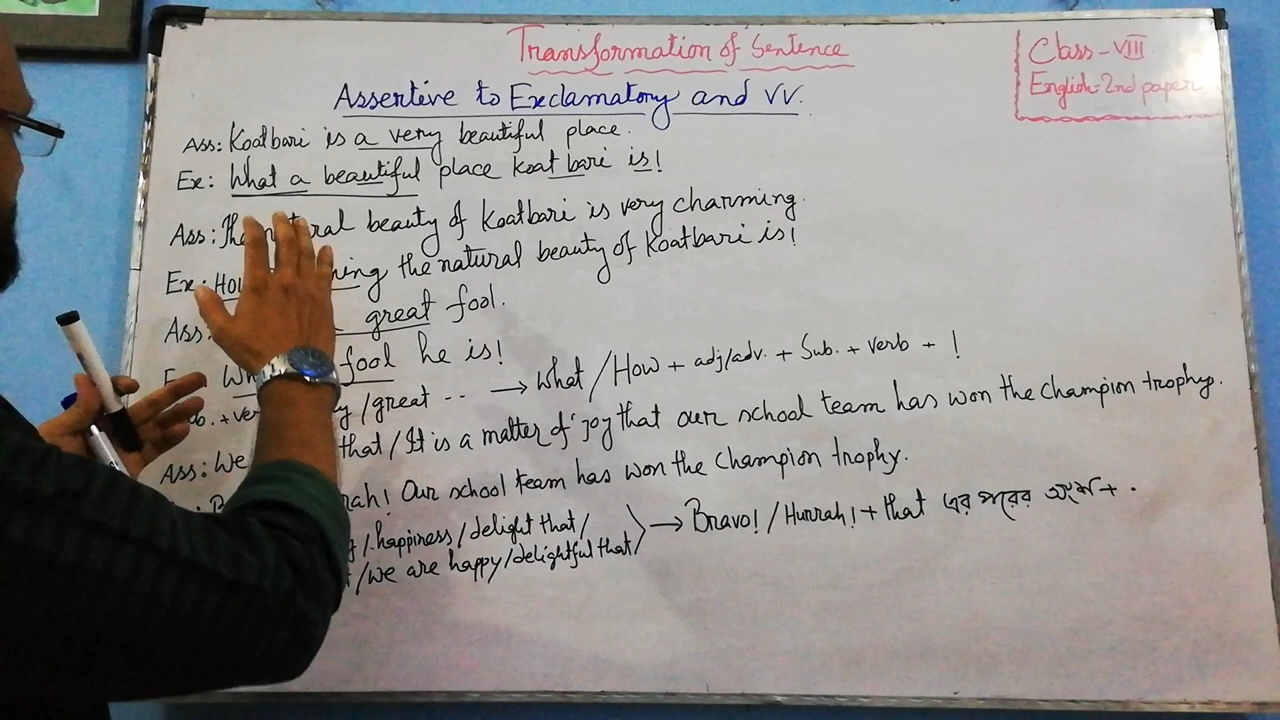 Transformation of Sentence
Class-VIII
English-2nd paper
Assertive to Exclamatory and VV.
Ass: Koatbari is a very beautiful place.
Ex: What a beautiful place koat bari is!
Ass: The natural beauty of Koatbari is very charming.
Ex: How the natural beauty of Koatbari is!
Ass: great fool.
fool he is!
/great -- → what/How + adj/adv. + Sub. + verb + !
Ass: We that/It is a matter of joy that our school team has won the champion trophy.
Our school team has won the champion trophy.
/happiness/delight that/
/we are happy/delightful that/
→ Bravo!/Hurrah! + that এর পরের অংশ + .